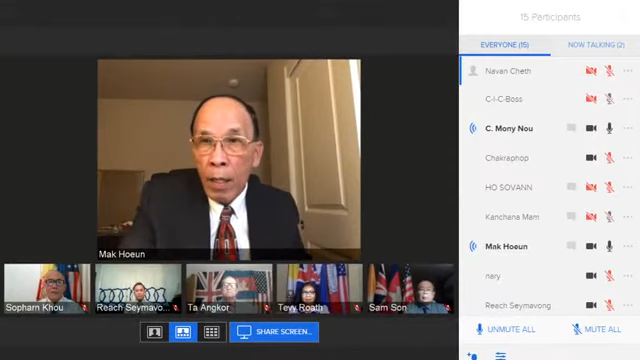 15 Participants
EVERYONE (15)
NOW TALKING (2)
Navan Cheth
C-I-C-Boss
C. Mony Nou
Chakraphop
HO SOVANN
Kanchana Mam
Mak Hoeun
nary
Reach Seymavong
UNMUTE ALL
MUTE ALL
Mak Hoeun
Sopharn Khou
Reach Seymavo...
Ta Angkor
Tevy Roath
Sam Son
SHARE SCREEN...